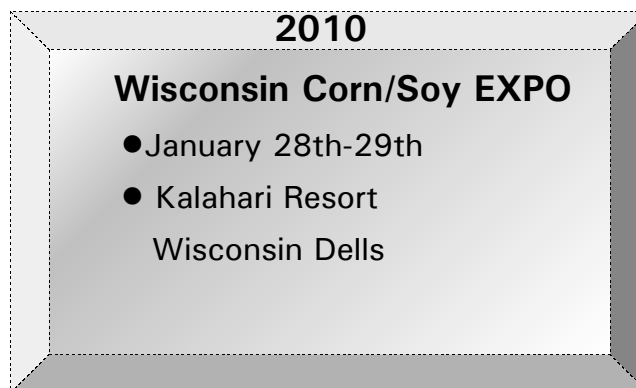 2010
Wisconsin Corn/Soy EXPO
●January 28th-29th
● Kalahari Resort
Wisconsin Dells